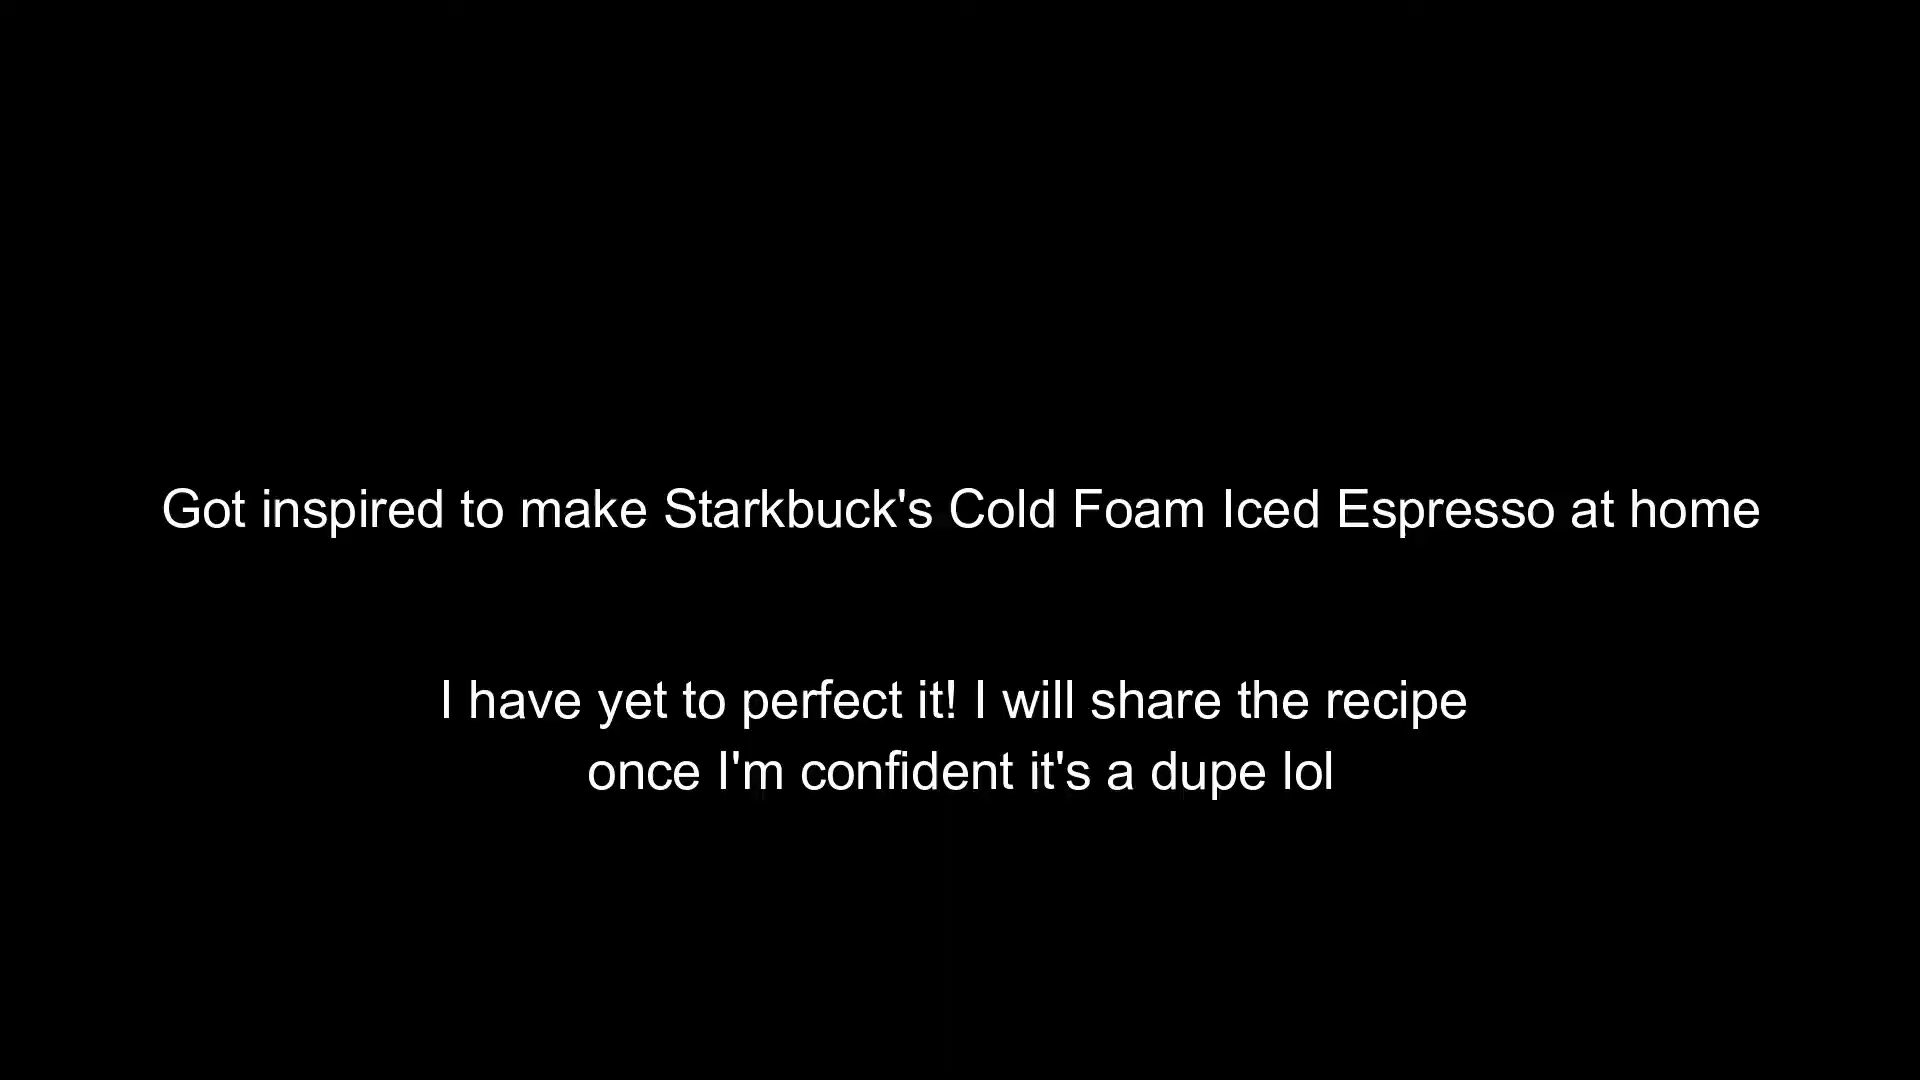 Got inspired to make Starkbuck's Cold Foam Iced Espresso at home
I have yet to perfect it! I will share the recipe
once I'm confident it's a dupe lol